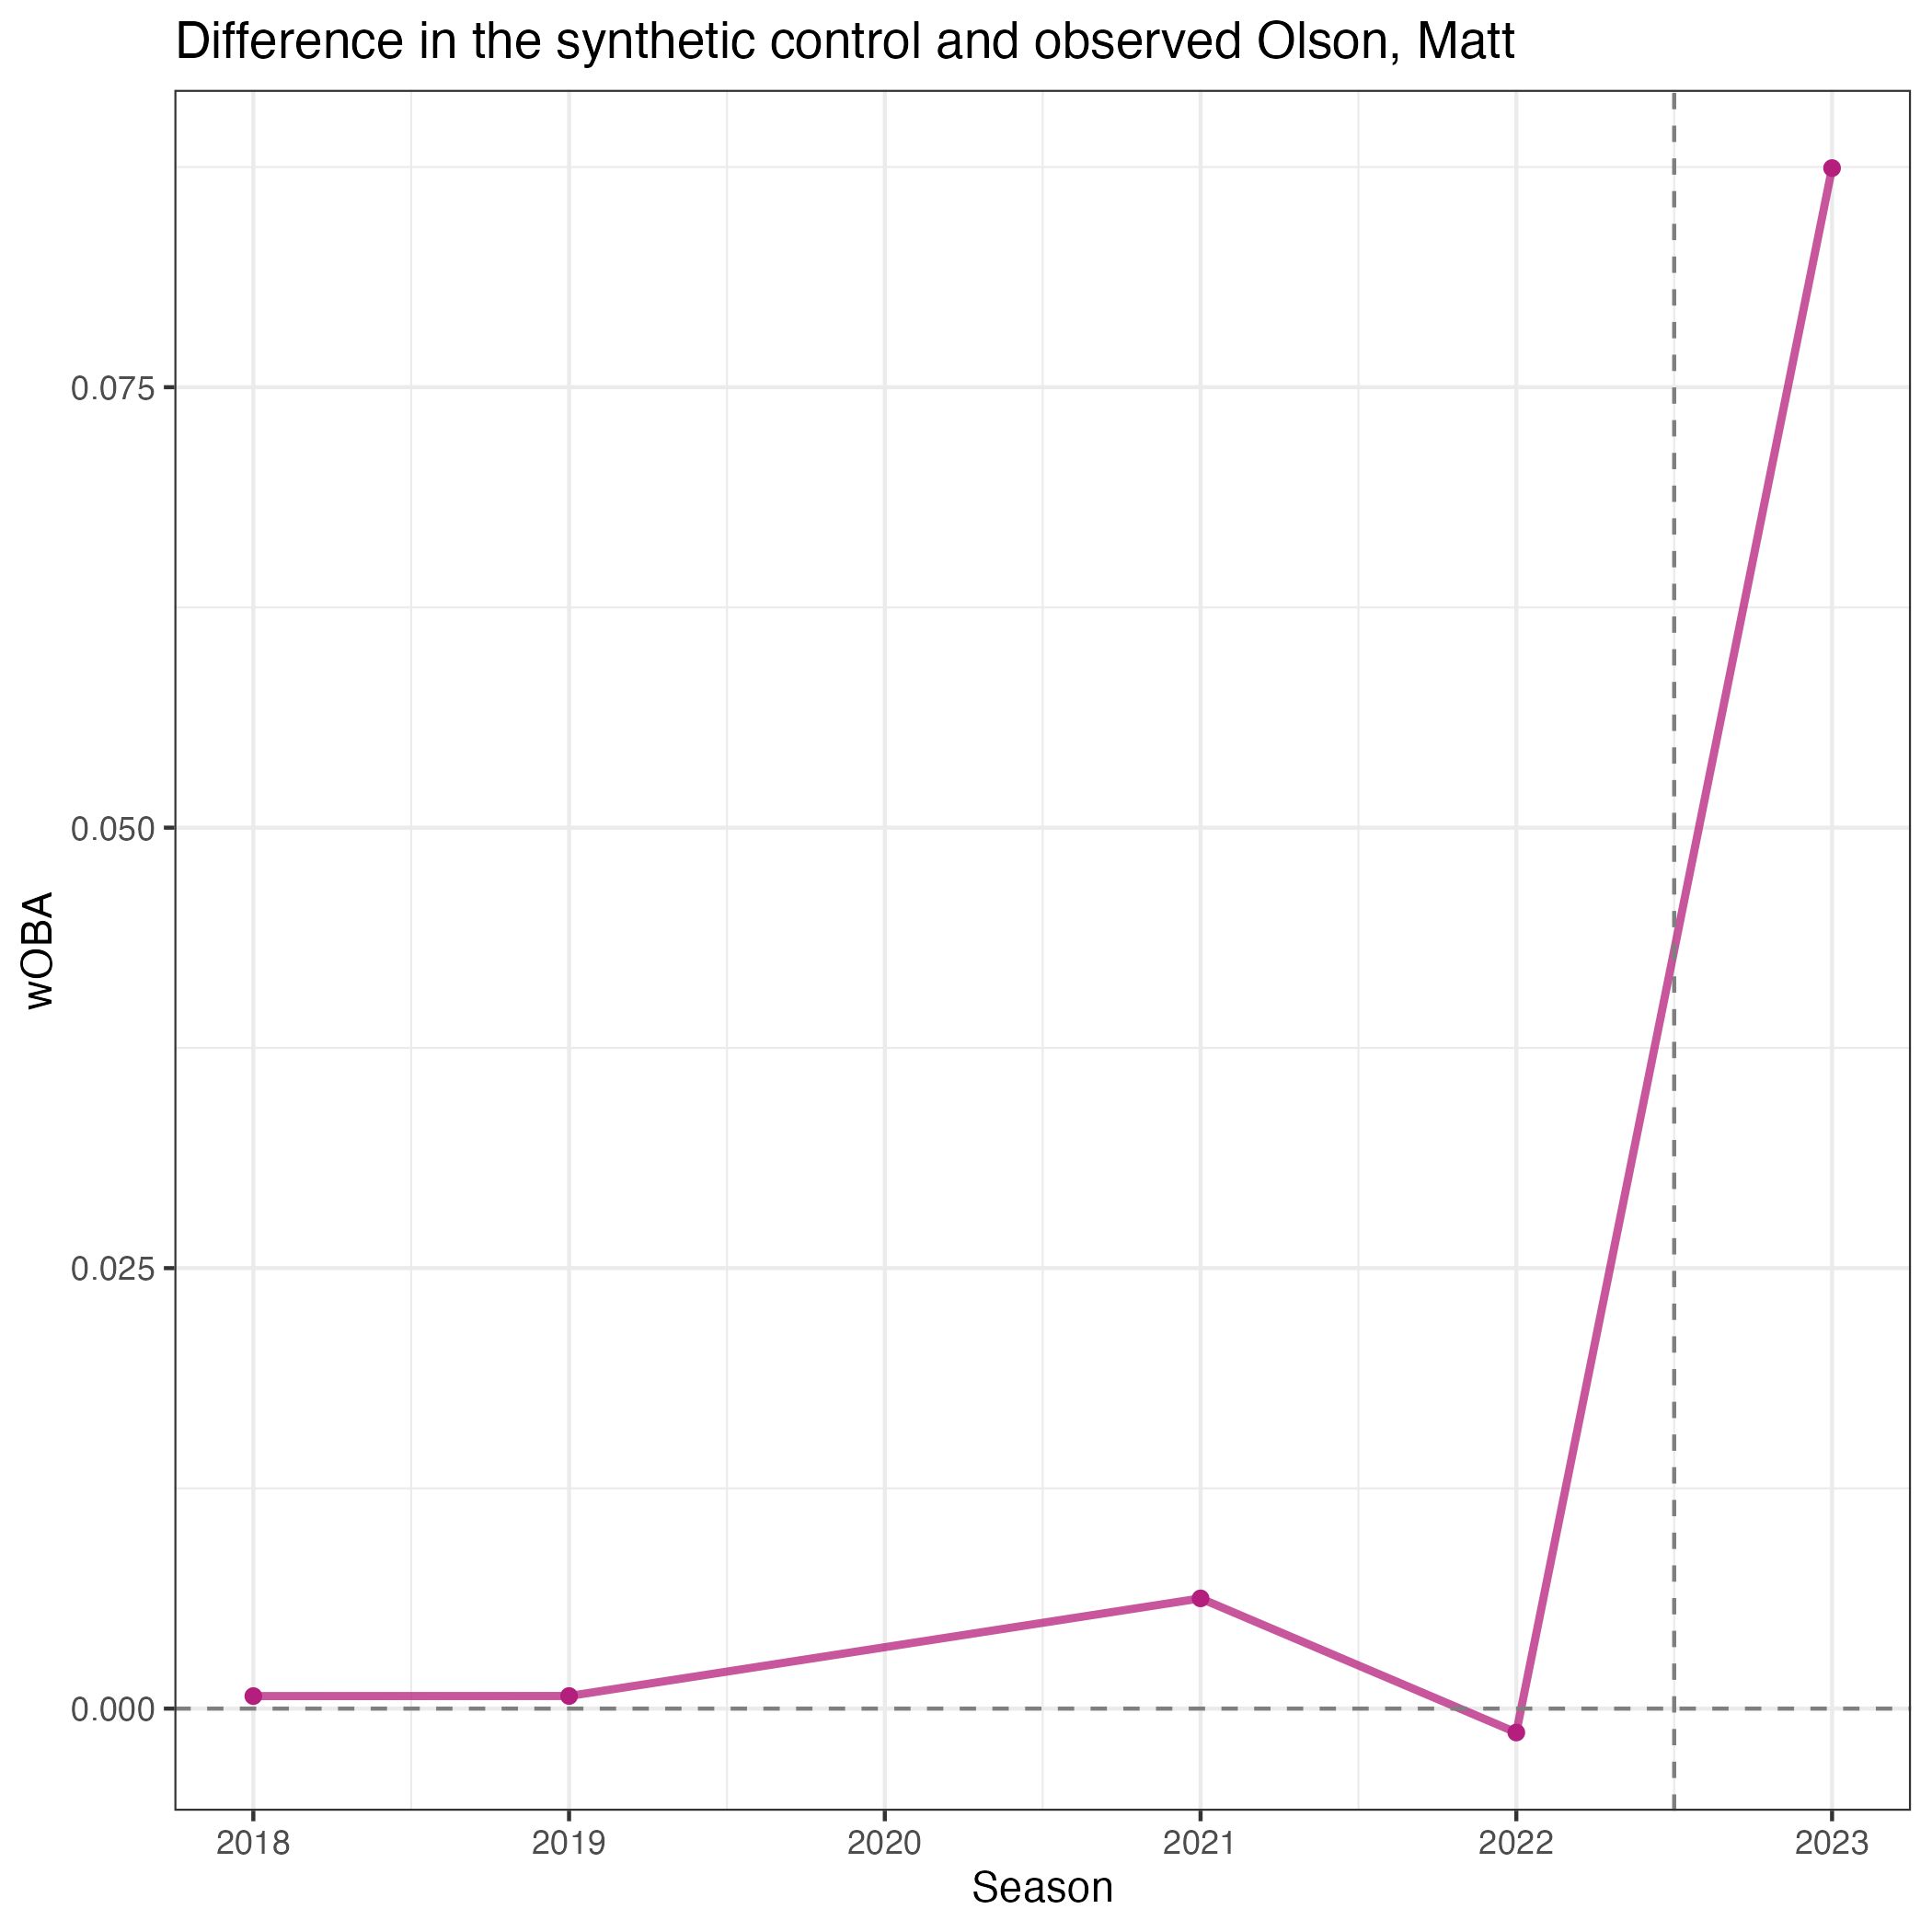 Difference in the synthetic control and observed Olson, Matt
wOBA
0.075
0.050
0.025
0.000
2018 2019 2020 2021 2022 2023
Season